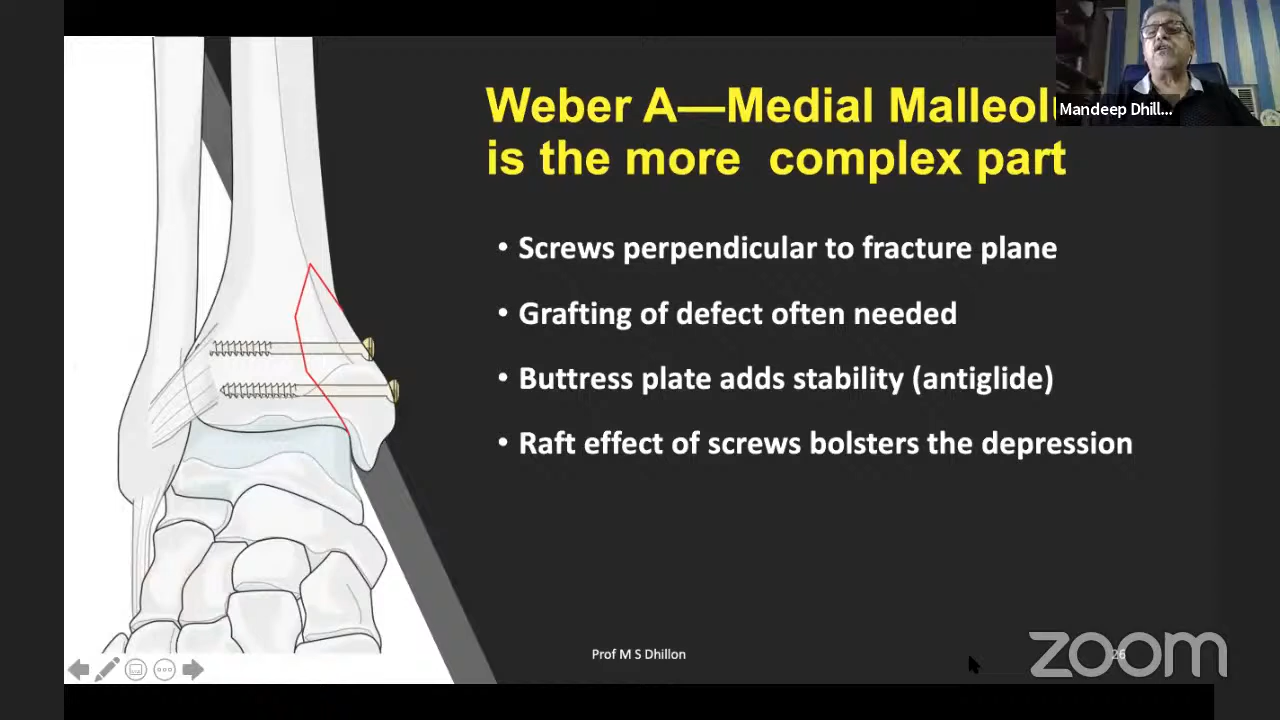 Weber A—Medial Malleol
is the more complex part
Mandeep Dhill...
• Screws perpendicular to fracture plane
• Grafting of defect often needed
• Buttress plate adds stability (antiglide)
• Raft effect of screws bolsters the depression
Prof M S Dhillon
26
zoom